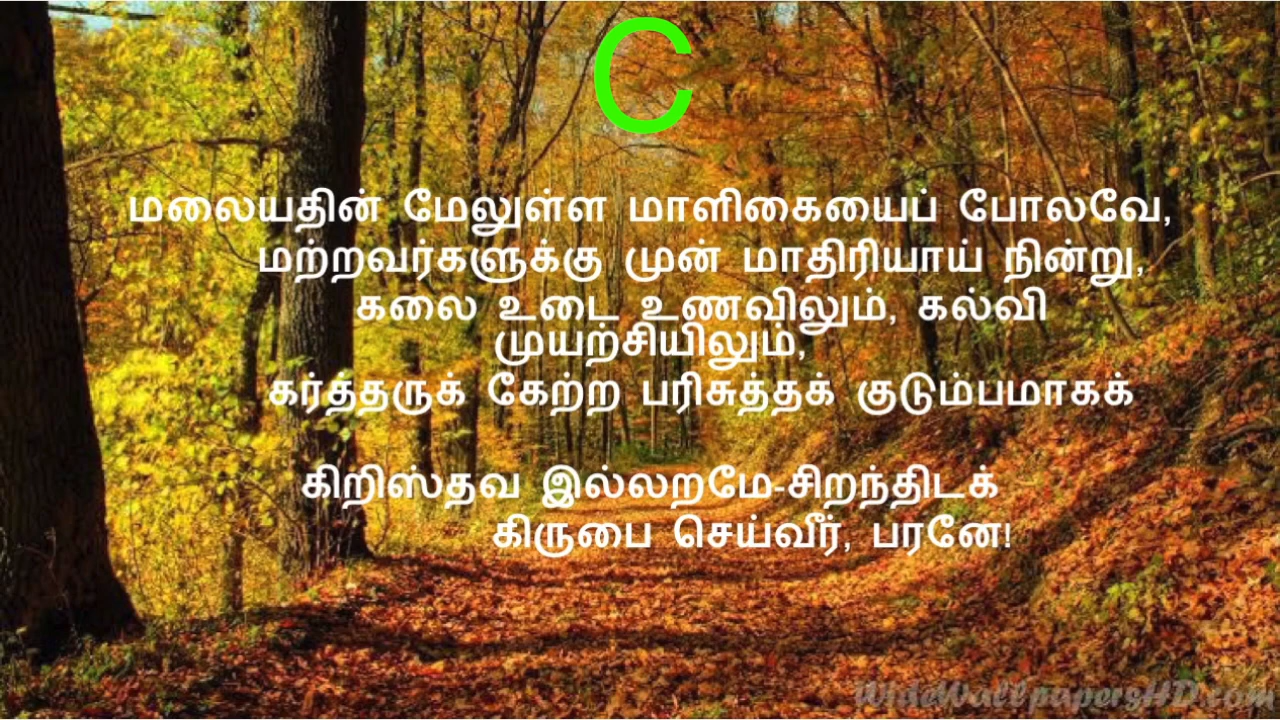 C
மலையதின் மேலுள்ள மாளிகையைப் போலவே,
மற்றவர்களுக்கு முன் மாதிரியாய் நின்று,
கலை உடை உணவிலும், கல்வி
முயற்சியிலும்,
கர்த்தருக் கேற்ற பரிசுத்தக் குடும்பமாகக்
கிறிஸ்தவ இல்லறமே-சிறந்திடக்
கிருபை செய்வீர், பரனே!
WideWallpapersHD.com